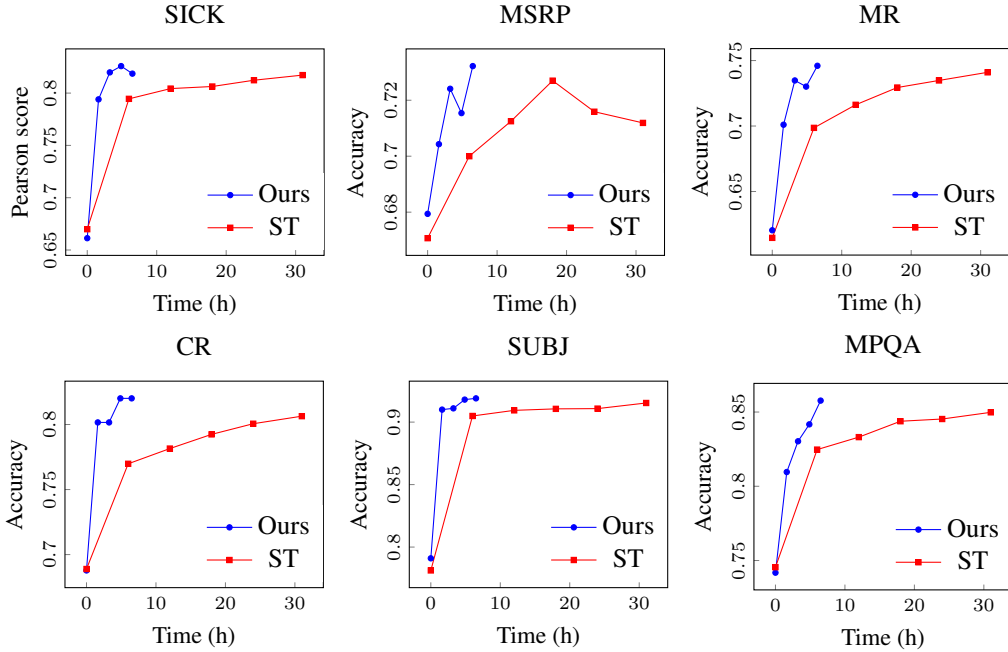 SICK
MSRP
MR
Pearson score
0.65
0.7
0.75
0.8
Ours
ST
0
10
20
30
Time (h)
Accuracy
0.68
0.7
0.72
Ours
ST
0
10
20
30
Time (h)
Accuracy
0.65
0.7
0.75
Ours
ST
0
10
20
30
Time (h)
CR
SUBJ
MPQA
Accuracy
0.7
0.75
0.8
Ours
ST
0
10
20
30
Time (h)
Accuracy
0.8
0.85
0.9
Ours
ST
0
10
20
30
Time (h)
Accuracy
0.75
0.8
0.85
Ours
ST
0
10
20
30
Time (h)